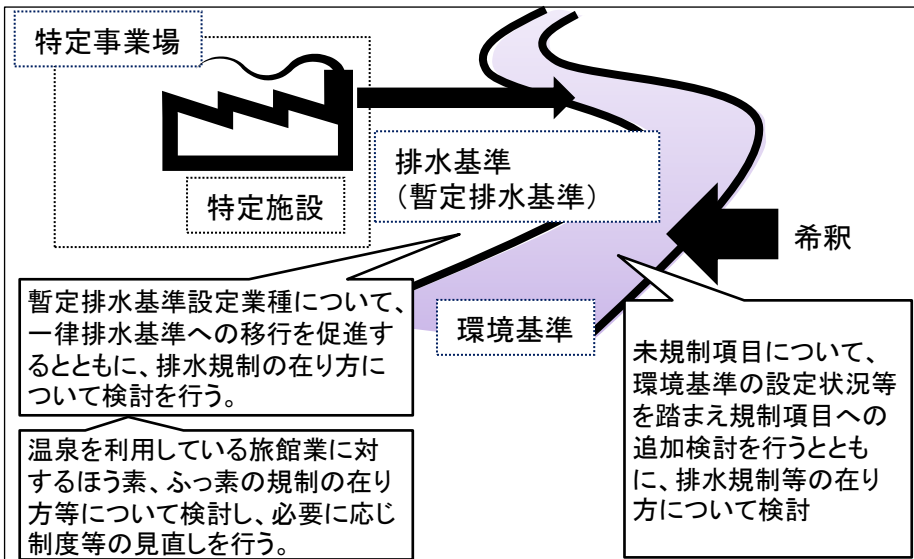 特定事業場
特定施設
排水基準
（暫定排水基準）
希釈
環境基準
暫定排水基準設定業種について、
一律排水基準への移行を促進す
るとともに、排水規制の在り方に
ついて検討を行う。
温泉を利用している旅館業に対
するほう素、ふっ素の規制の在り
方等について検討し、必要に応じ
制度等の見直しを行う。
未規制項目について、
環境基準の設定状況等
を踏まえ規制項目への
追加検討を行うととも
に、排水規制等の在り
方について検討